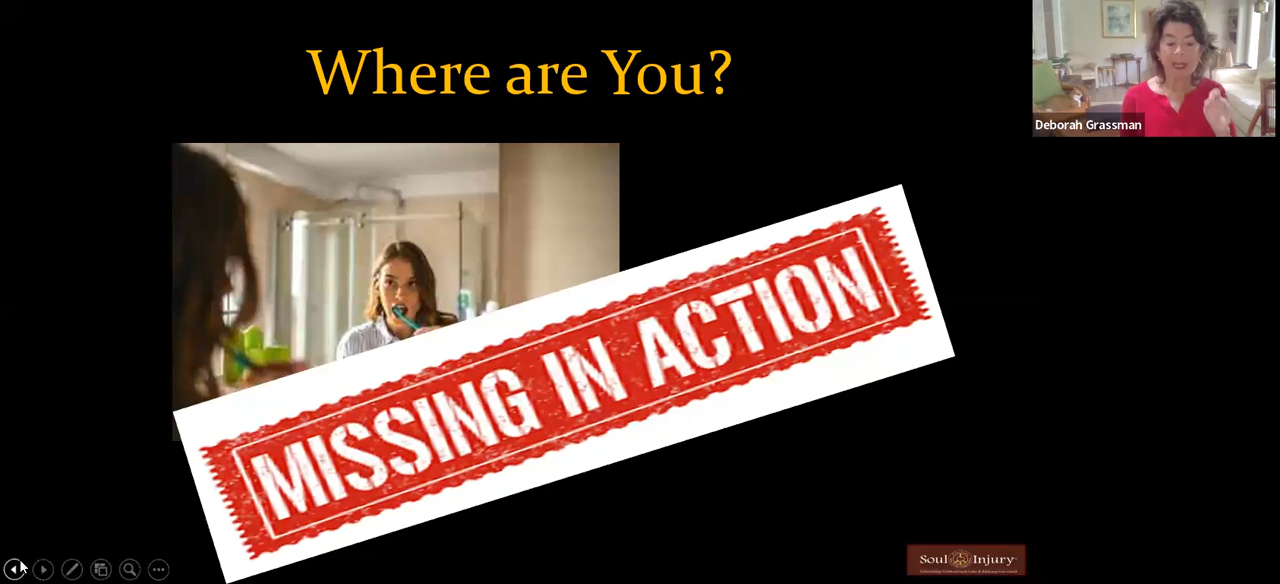 Where are You?
Deborah Grassman
MISSING IN ACTION
Soul Injury